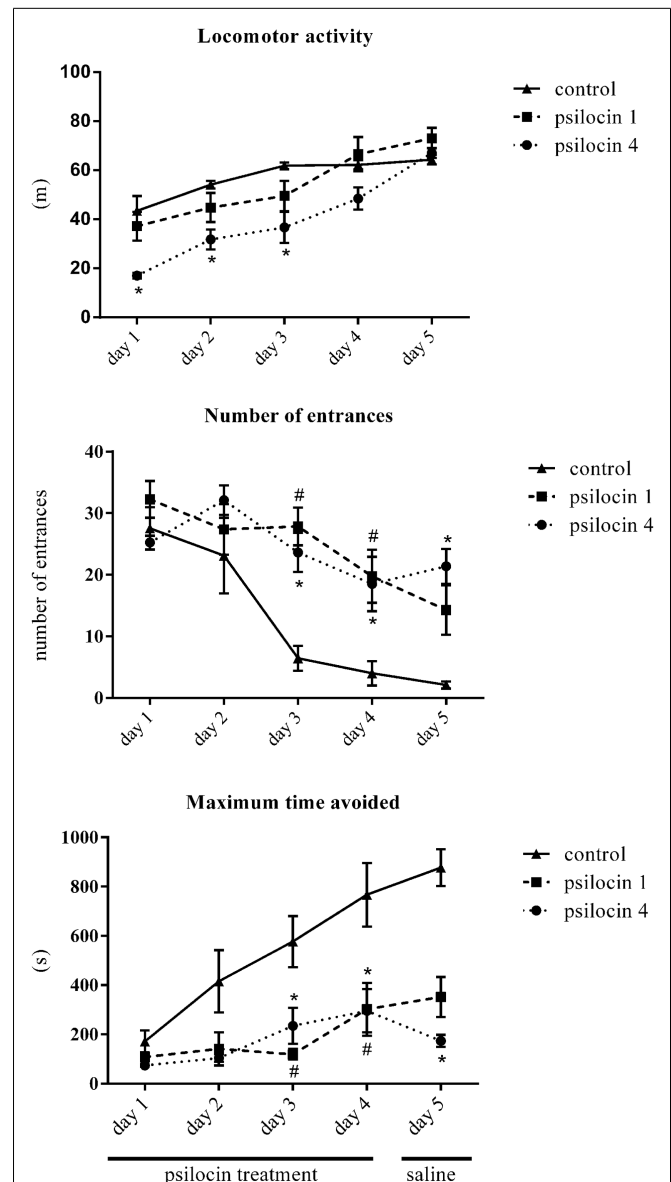 Locomotor activity
100
80
60
40
20
0
(m)
day 1
day 2
day 3
day 4
day 5
*
*
*
control
psilocin 1
psilocin 4
Number of entrances
40
30
20
10
0
number of entrances
day 1
day 2
day 3
day 4
day 5
#
#
*
*
*
control
psilocin 1
psilocin 4
Maximum time avoided
1000
800
600
400
200
0
(s)
day 1
day 2
day 3
day 4
day 5
*
*
#
#
*
control
psilocin 1
psilocin 4
psilocin treatment
saline